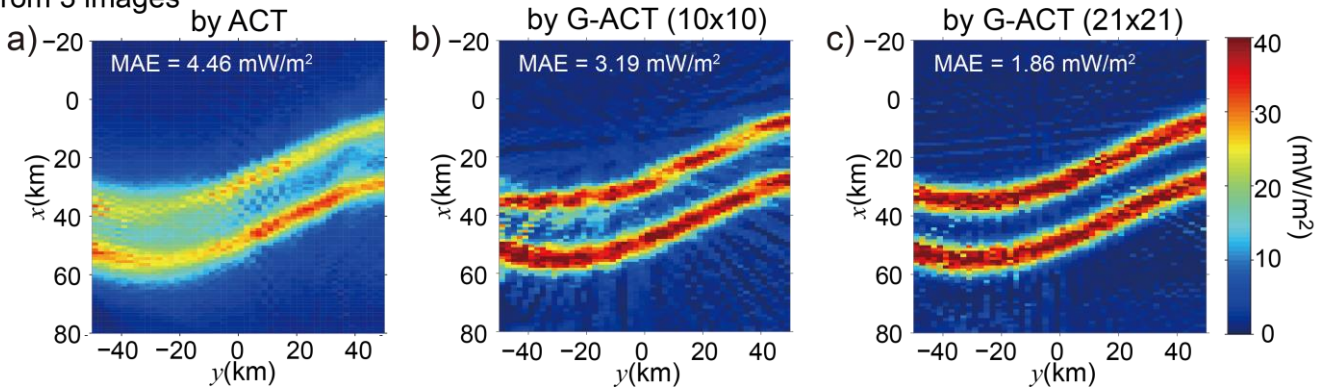 from 3 images
by ACT
by G-ACT (10x10)
by G-ACT (21x21)
a)
MAE = 4.46 mW/m²
−20
0
20
40
60
80
x(km)
−40 −20 0 20 40
y(km)
b)
MAE = 3.19 mW/m²
−20
0
20
40
60
80
x(km)
−40 −20 0 20 40
y(km)
c)
MAE = 1.86 mW/m²
−20
0
20
40
60
80
x(km)
−40 −20 0 20 40
y(km)
40
30
20
10
0
(mW/m²)